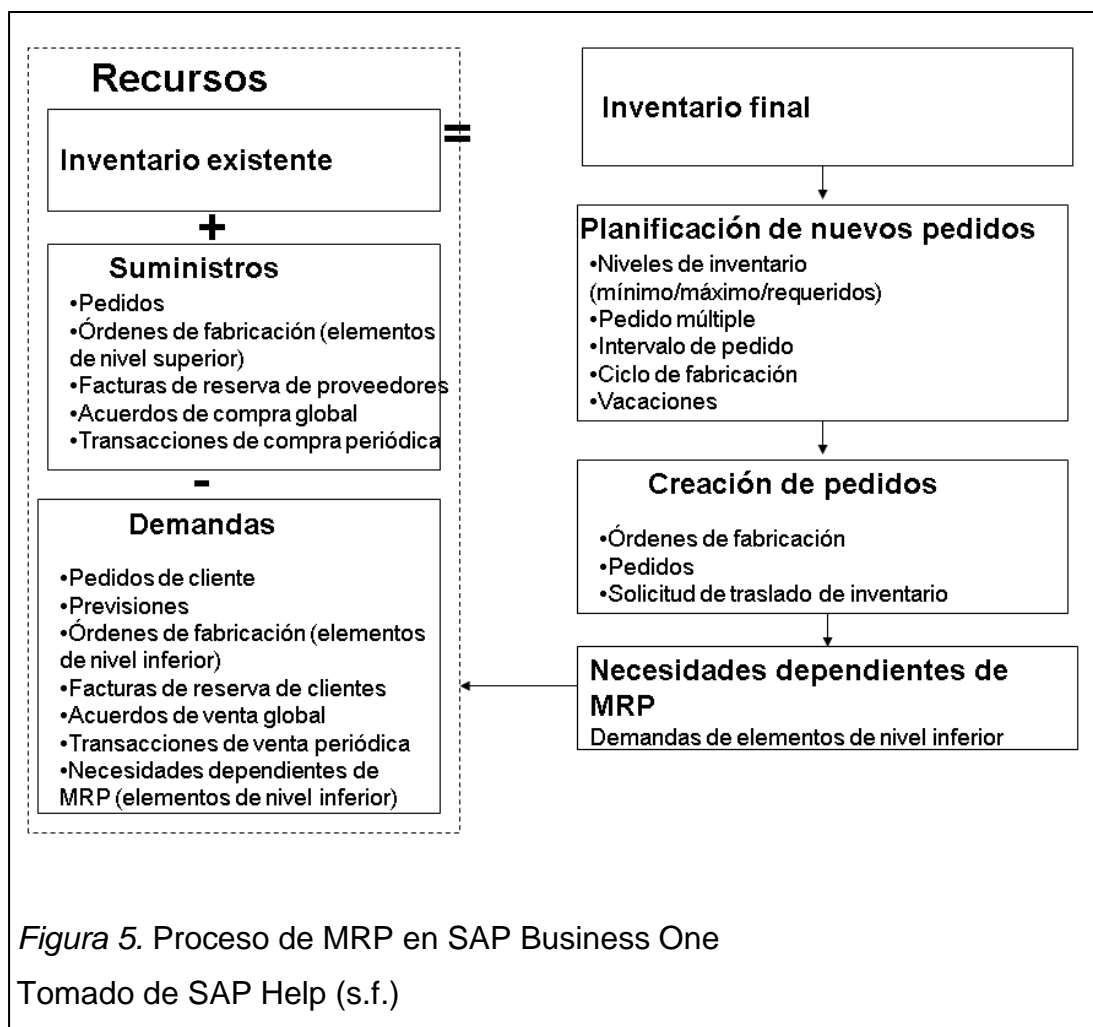 Recursos
Inventario existente
+
Suministros
•Pedidos
•Órdenes de fabricación (elementos
de nivel superior)
•Facturas de reserva de proveedores
•Acuerdos de compra global
•Transacciones de compra periódica
-
Demandas
•Pedidos de cliente
•Previsiones
•Órdenes de fabricación (elementos
de nivel inferior)
•Facturas de reserva de clientes
•Acuerdos de venta global
•Transacciones de venta periódica
•Necesidades dependientes de
MRP (elementos de nivel inferior)
=
Inventario final
Planificación de nuevos pedidos
•Niveles de inventario
(mínimo/máximo/requeridos)
•Pedido múltiple
•Intervalo de pedido
•Ciclo de fabricación
•Vacaciones
Creación de pedidos
•Órdenes de fabricación
•Pedidos
•Solicitud de traslado de inventario
Necesidades dependientes de
MRP
Demandas de elementos de nivel inferior
Figura 5. Proceso de MRP en SAP Business One
Tomado de SAP Help (s.f.)